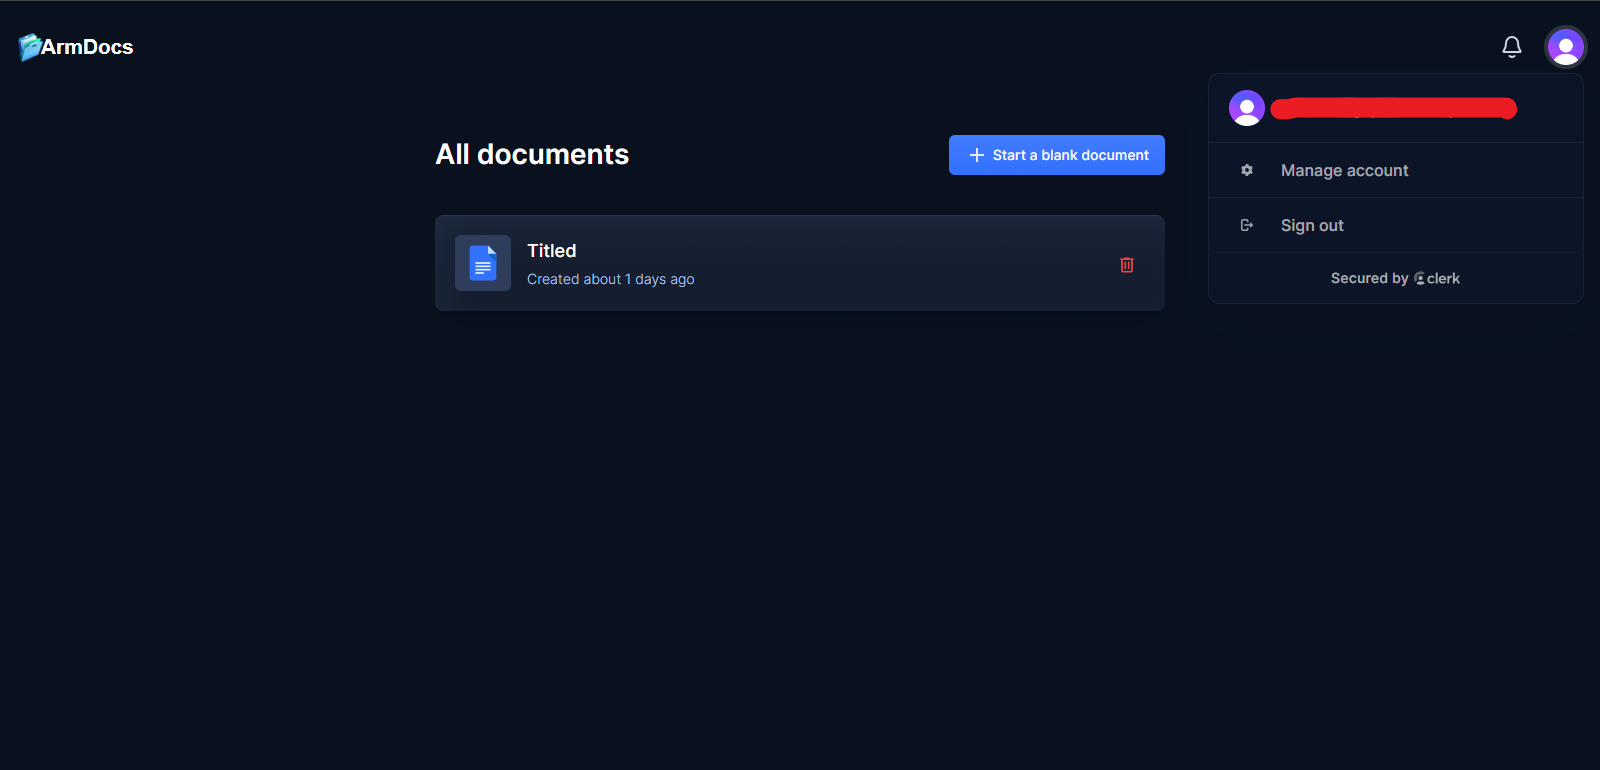 ArmDocs
All documents
Start a blank document
Titled
Created about 1 days ago
Manage account
Sign out
Secured by clerk